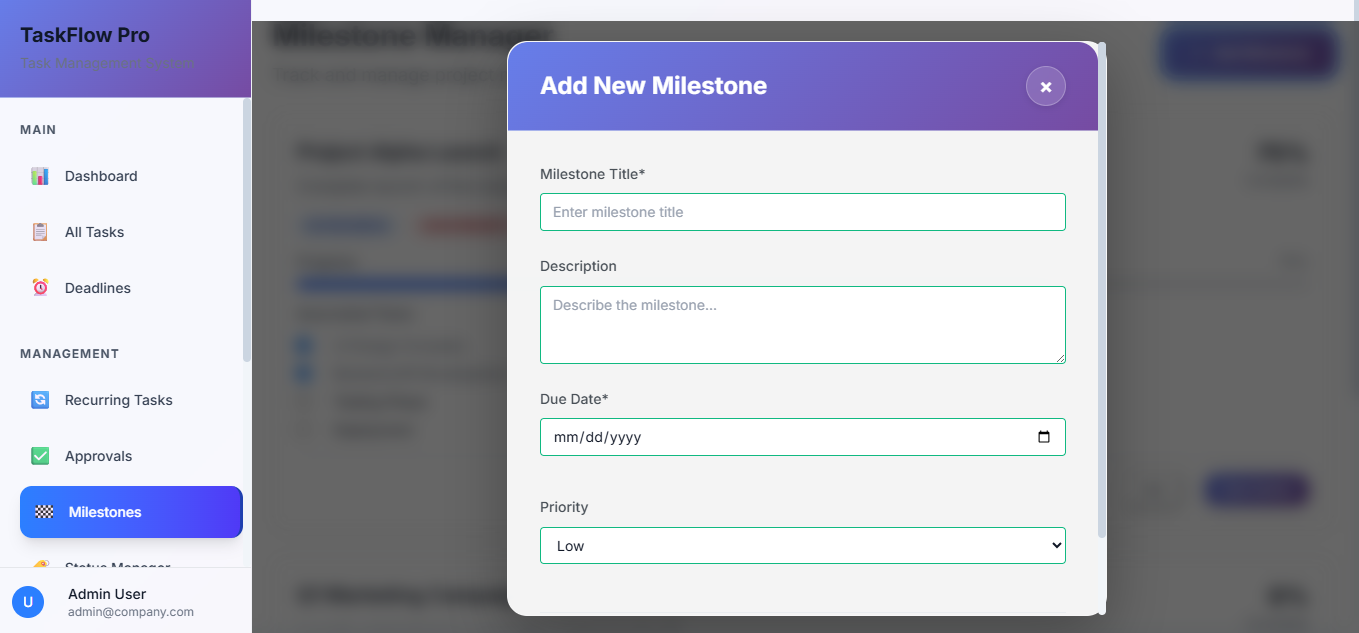 TaskFlow Pro
Task Management System
MAIN
Dashboard
All Tasks
Deadlines
MANAGEMENT
Recurring Tasks
Approvals
Milestones
Status Manager
U
Admin User
admin@company.com
Milestone Manager
Add New Milestone
×
Milestone Title*
Enter milestone title
Description
Describe the milestone...
Due Date*
mm/dd/yyyy
Priority
Low